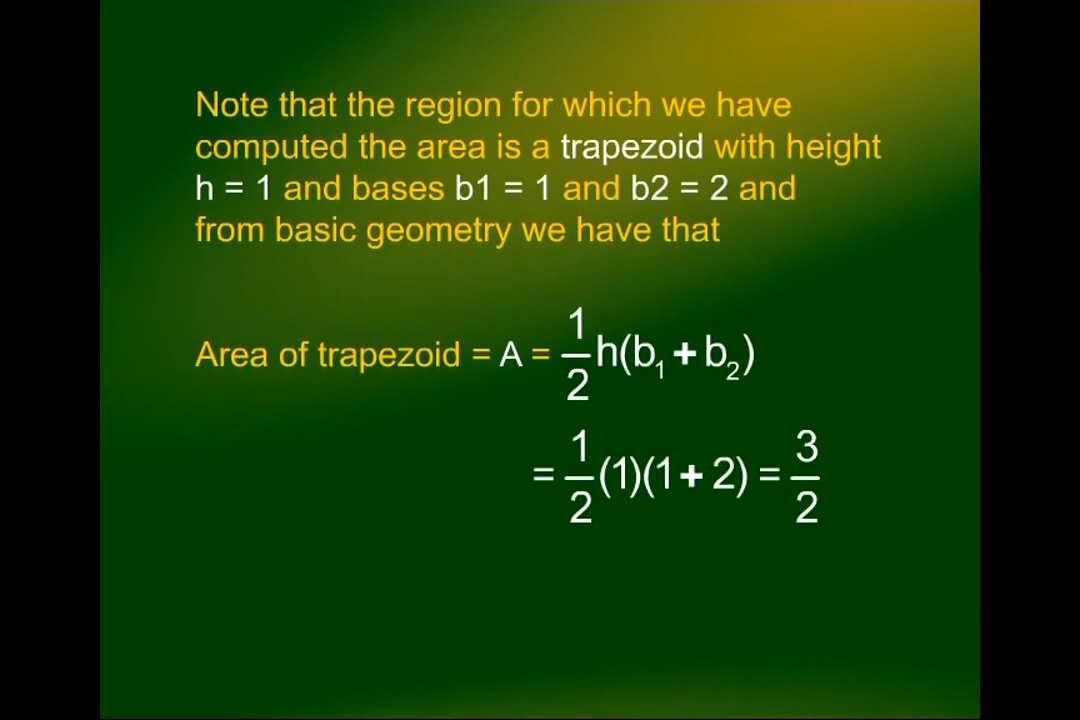 Note that the region for which we have
computed the area is a trapezoid with height
h = 1 and bases b1 = 1 and b2 = 2 and
from basic geometry we have that
Area of trapezoid = A = 1/2 h(b₁ + b₂)
= 1/2 (1)(1 + 2) = 3/2